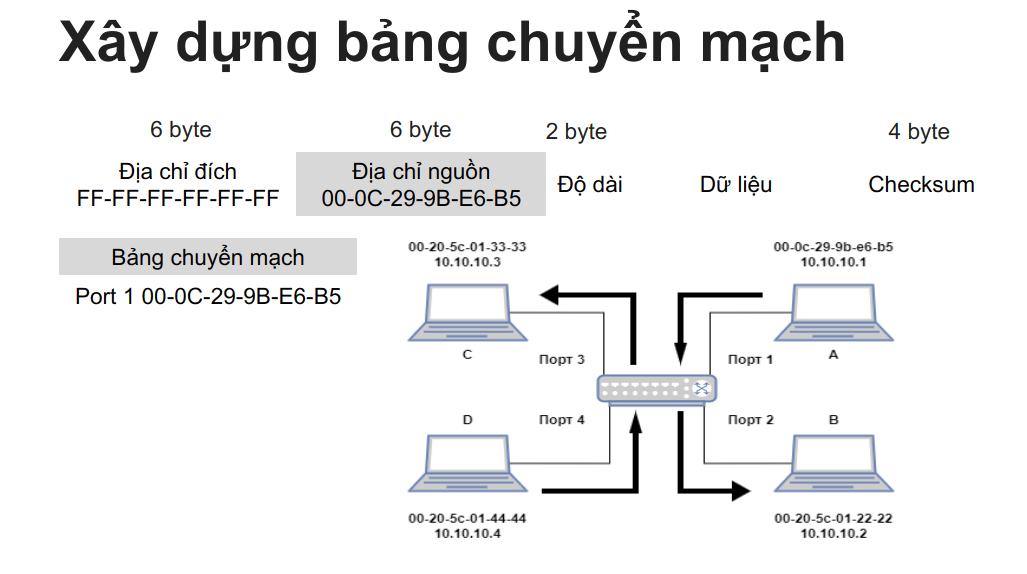 Xây dựng bảng chuyển mạch
6 byte
6 byte
2 byte
4 byte
Địa chỉ đích
FF-FF-FF-FF-FF-FF
Địa chỉ nguồn
00-0C-29-9B-E6-B5
Độ dài
Dữ liệu
Checksum
Bảng chuyển mạch
Port 1 00-0C-29-9B-E6-B5
00-20-5c-01-33-33
10.10.10.3
00-0c-29-9b-e6-b5
10.10.10.1
C
Порт 3
Порт 1
A
D
Порт 4
Порт 2
B
00-20-5c-01-44-44
10.10.10.4
00-20-5c-01-22-22
10.10.10.2